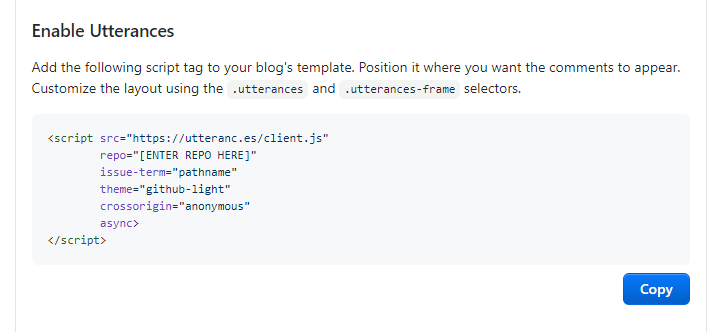 Enable Utterances
Add the following script tag to your blog's template. Position it where you want the comments to appear.
Customize the layout using the .utterances and .utterances-frame selectors.
<script src="https://utteranc.es/client.js"
        repo="[ENTER REPO HERE]"
        issue-term="pathname"
        theme="github-light"
        crossorigin="anonymous"
        async>
</script>
Copy